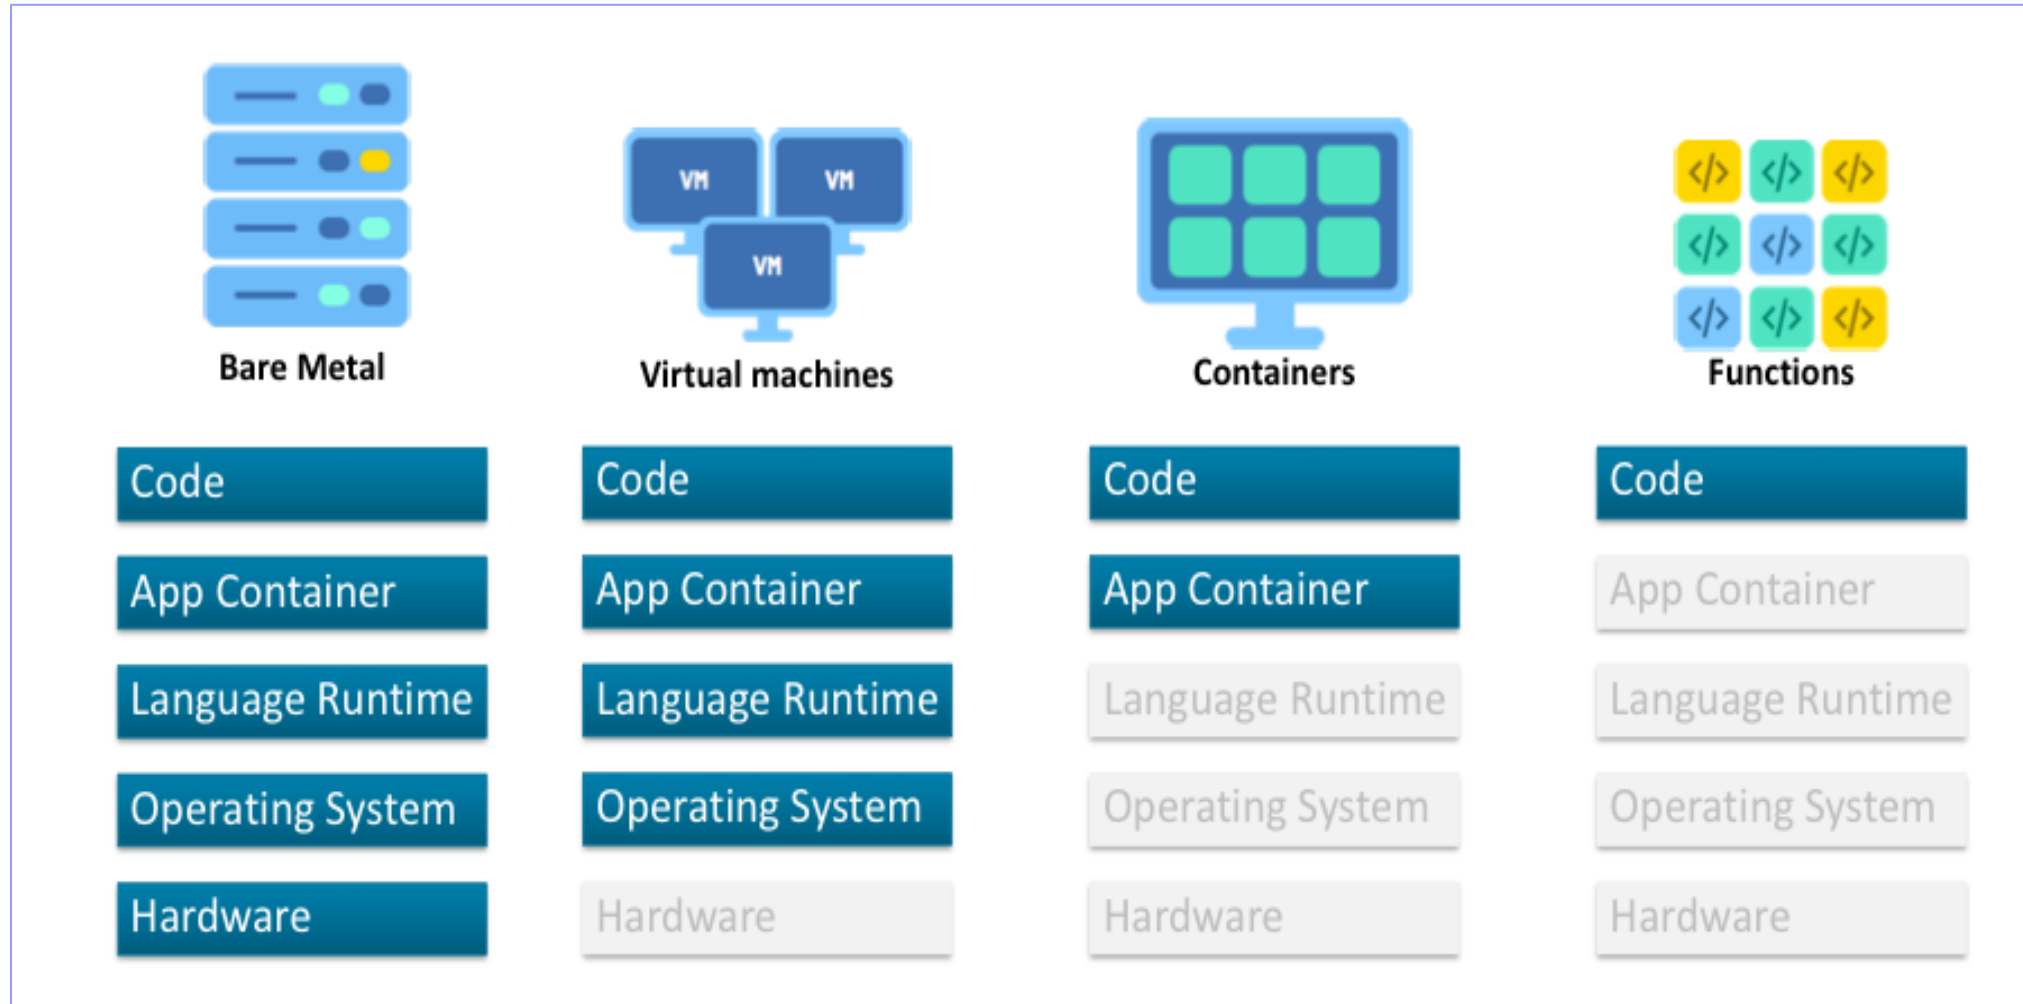 VM
VM
VM
</>
</>
</>
</>
</>
</>
</>
</>
</>
Bare Metal
Virtual machines
Containers
Functions
Code
Code
Code
Code
App Container
App Container
App Container
App Container
Language Runtime
Language Runtime
Language Runtime
Language Runtime
Operating System
Operating System
Operating System
Operating System
Hardware
Hardware
Hardware
Hardware